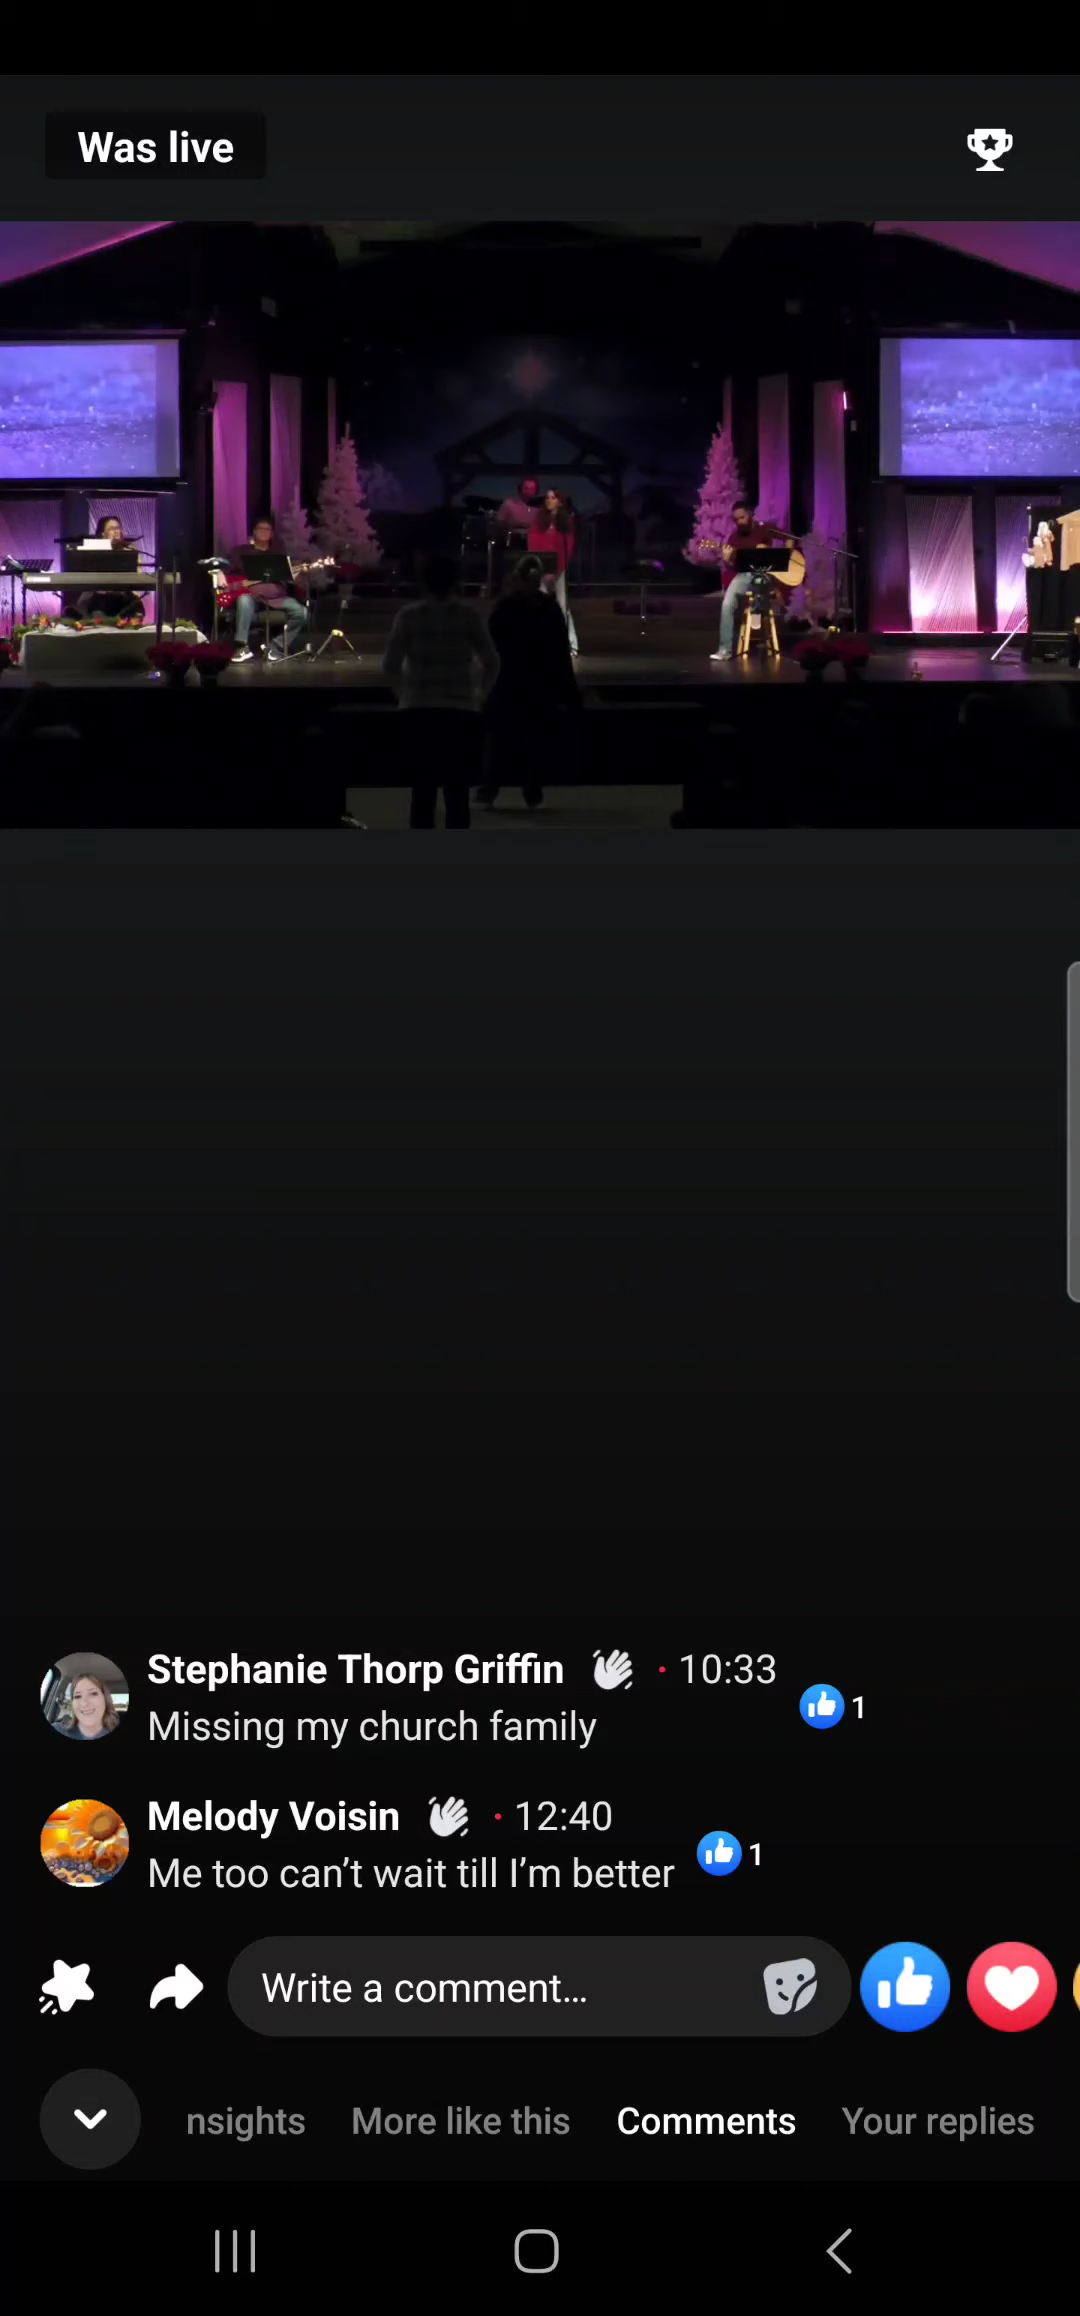 Was live
Stephanie Thorp Griffin 👋 • 10:33
Missing my church family
1
Melody Voisin 👋 • 12:40
Me too can’t wait till I’m better
1
Write a comment...
nsights More like this Comments Your replies